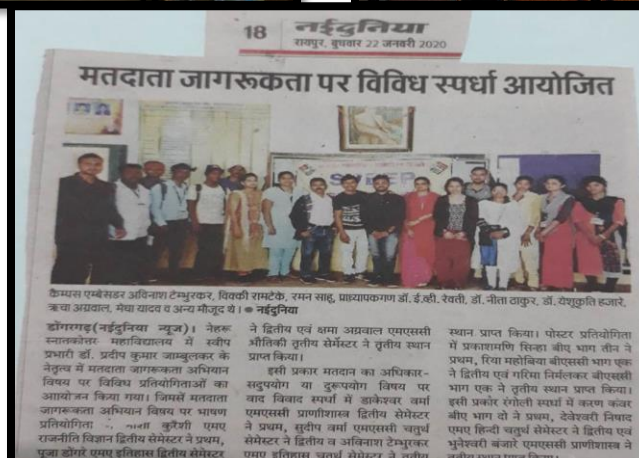 18
नईदुनिया
रायपुर, बुधवार 22 जनवरी 2020
मतदाता जागरूकता पर विविध स्पर्धा आयोजित
SVEEP
कैम्पस एम्बेसडर अविनाश टेम्भुरकर, विक्की रामटेके, रमन साहू, प्राध्यापकगण डॉ. ई.व्ही. रेवती, डॉ. नीता ठाकुर, डॉ. येशुकृति हजारे,
ऋचा अग्रवाल, मेघा यादव व अन्य मौजूद थे। ● नईदुनिया
डोंगरगढ़(नईदुनिया न्यूज)। नेहरू
स्नातकोत्तर महाविद्यालय में स्वीप
प्रभारी डॉ. प्रदीप कुमार जाम्बुलकर के
नेतृत्व में मतदाता जागरूकता अभियान
विषय पर विविध प्रतियोगिताओं का
आयोजन किया गया। जिसमें मतदाता
जागरूकता अभियान विषय पर भाषण
प्रतियोगिता कुरैशी एमए
राजनीति विज्ञान द्वितीय सेमेस्टर ने प्रथम,
पूजा डोंगरे एमए इतिहास द्वितीय सेमेस्टर
ने द्वितीय एवं क्षमा अग्रवाल एमएससी
भौतिकी तृतीय सेमेस्टर ने तृतीय स्थान
प्राप्त किया।
इसी प्रकार मतदान का अधिकार-
सदुपयोग या दुरूपयोग विषय पर
वाद विवाद स्पर्धा में डाकेश्वर वर्मा
एमएससी प्राणीशास्त्र द्वितीय सेमेस्टर
ने प्रथम, सुदीप वर्मा एमएससी चतुर्थ
सेमेस्टर ने द्वितीय व अविनाश टेम्भुरकर
एमए इतिहास चतुर्थ सेमेस्टर ने तृतीय
स्थान प्राप्त किया। पोस्टर प्रतियोगिता
में प्रकाशमणि सिन्हा बीए भाग तीन ने
प्रथम, रिया महोबिया बीएससी भाग एक
ने द्वितीय एवं गरिमा निर्मलकर बीएससी
भाग एक ने तृतीय स्थान प्राप्त किया।
इसी प्रकार रंगोली स्पर्धा में करण कंवर
बीए भाग दो ने प्रथम, देवेश्वरी निषाद
एमए हिन्दी चतुर्थ सेमेस्टर ने द्वितीय एवं
भुनेश्वरी बंजारे एमएससी प्राणीशास्त्र ने
तृतीय स्थान प्राप्त किया।